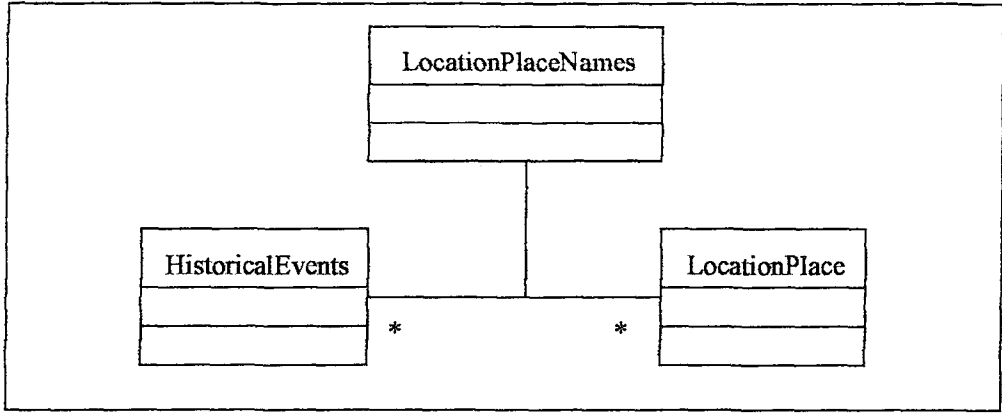 LocationPlaceNames
HistoricalEvents
LocationPlace
*
*